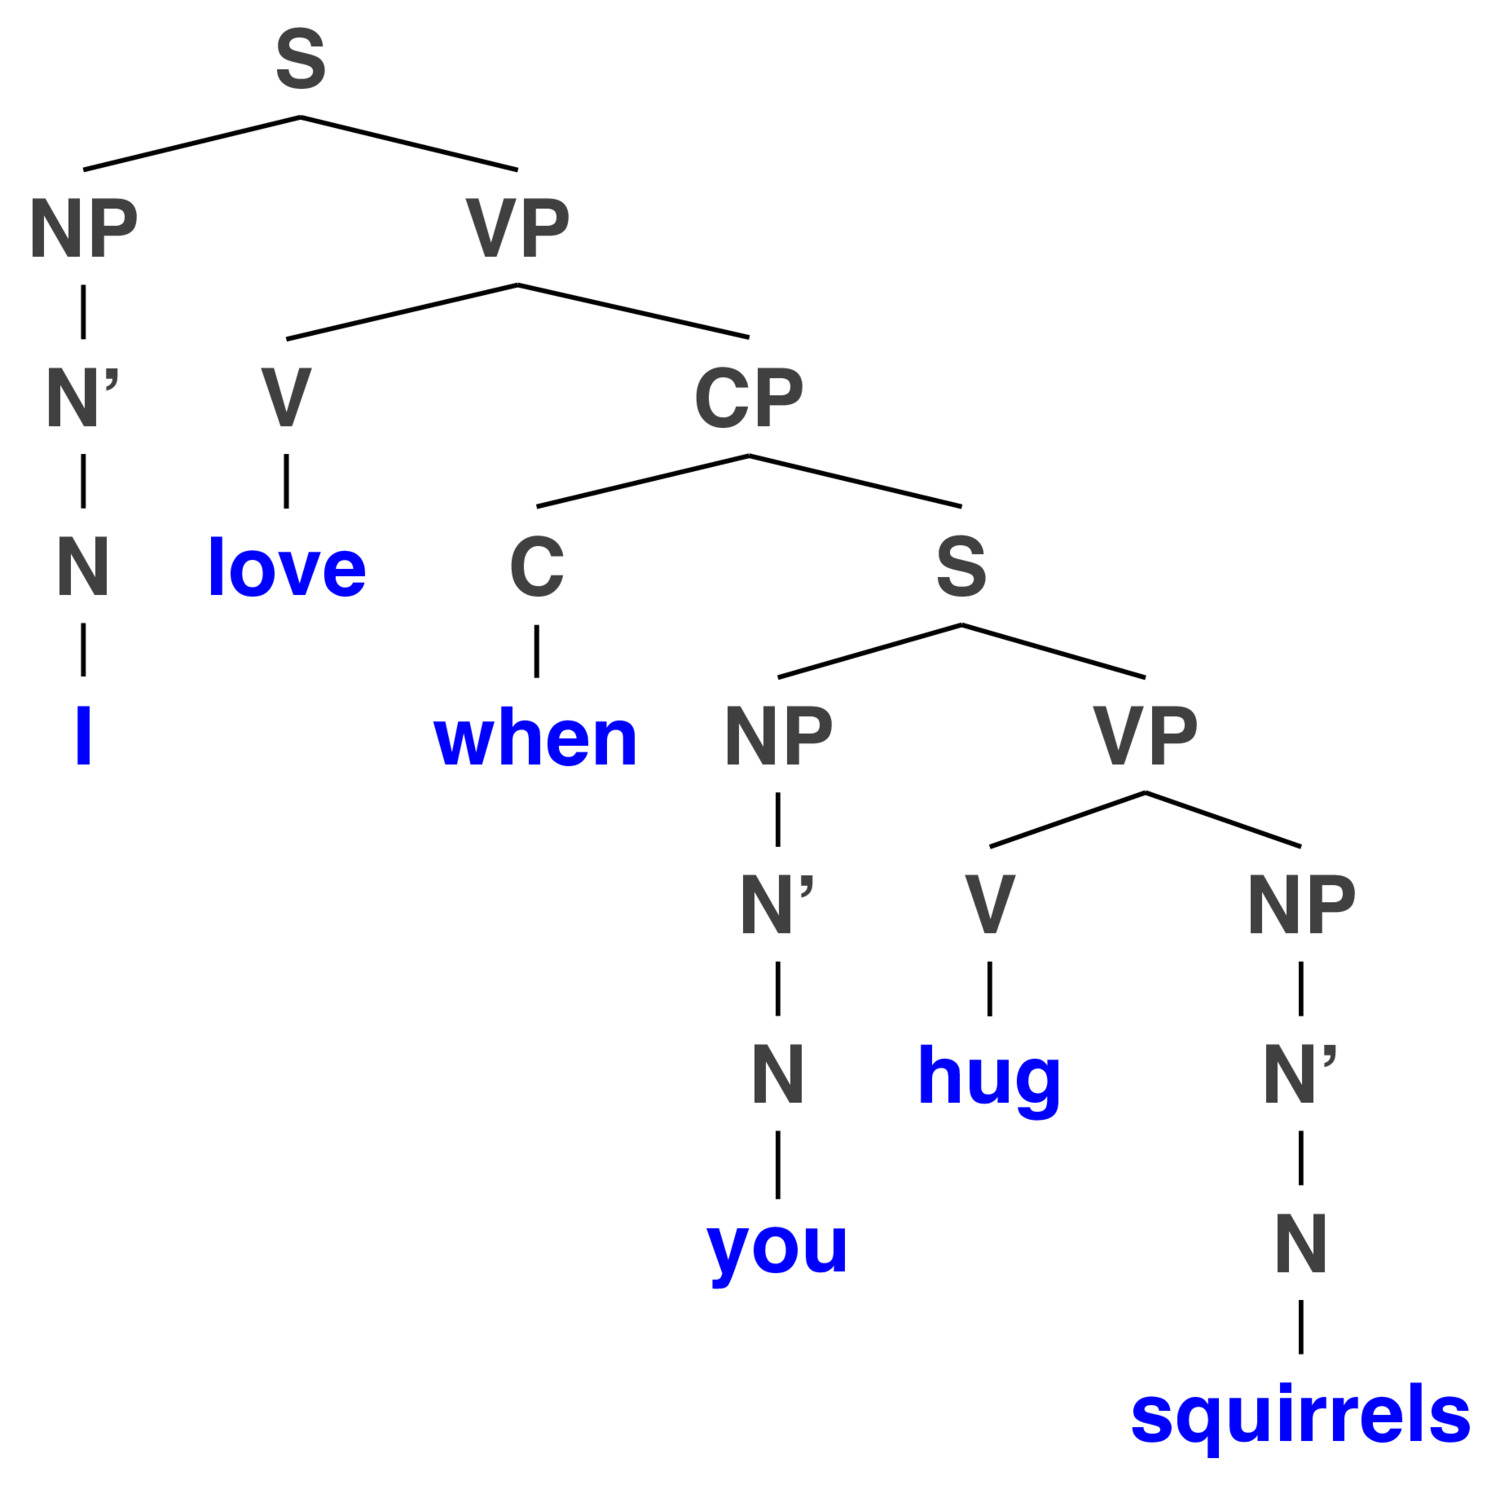 S
NP VP
N’ V CP
N love C S
I when NP VP
N’ V NP
N hug N’
you N
squirrels